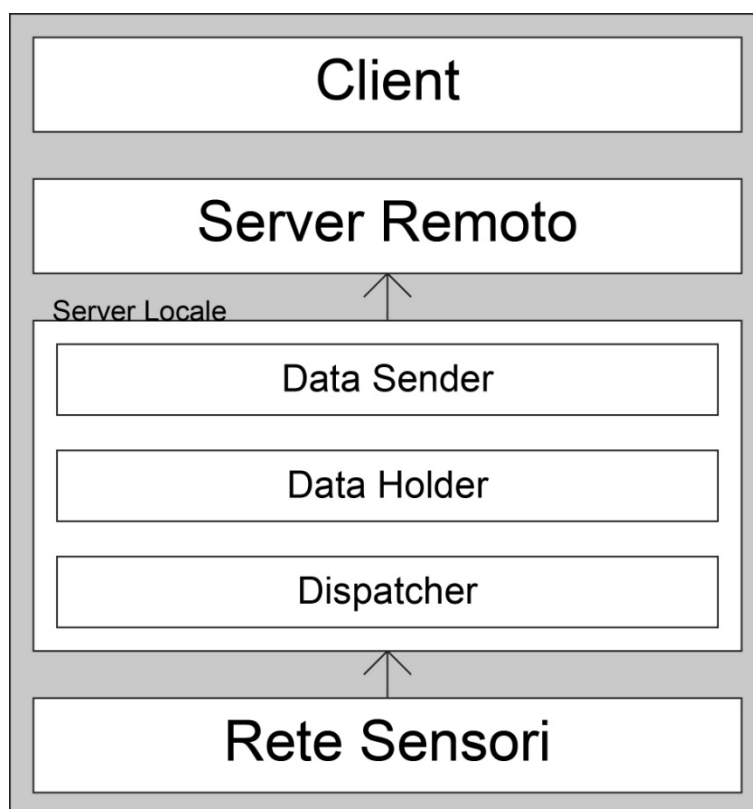 Client
Server Remoto
Server Locale
Data Sender
Data Holder
Dispatcher
Rete Sensori